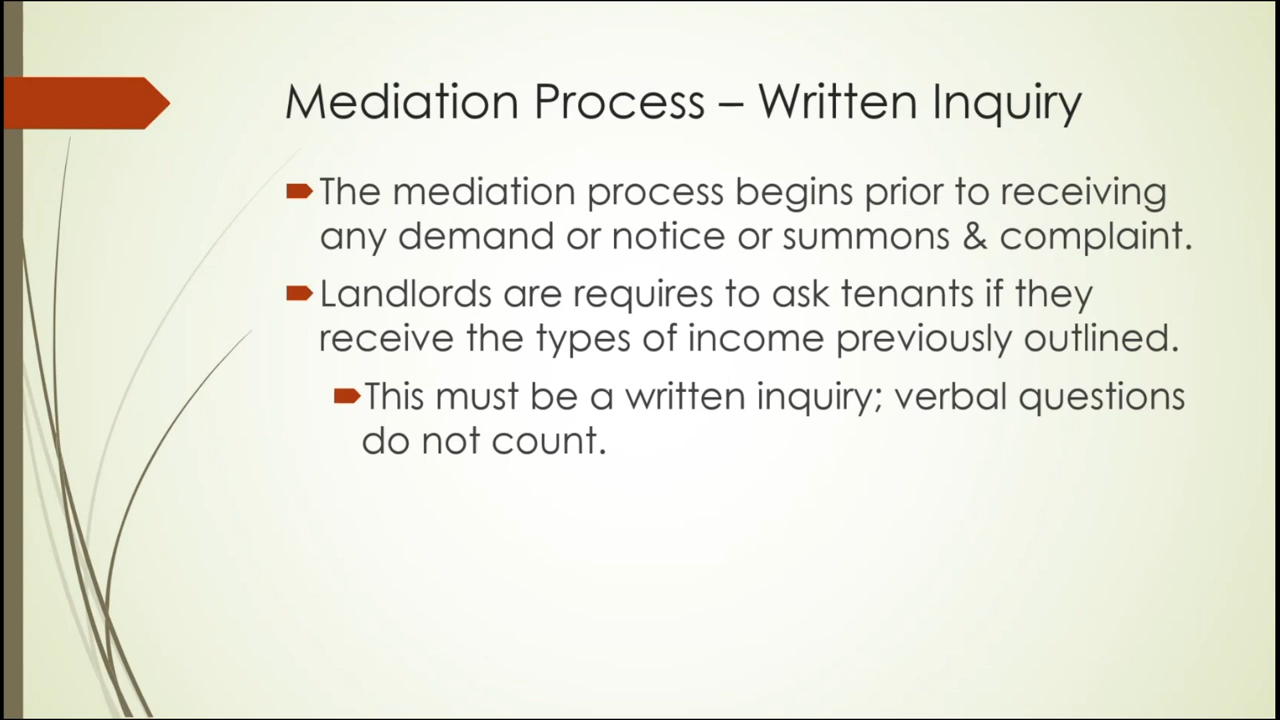 Mediation Process – Written Inquiry
The mediation process begins prior to receiving
any demand or notice or summons & complaint.
Landlords are requires to ask tenants if they
receive the types of income previously outlined.
This must be a written inquiry; verbal questions
do not count.